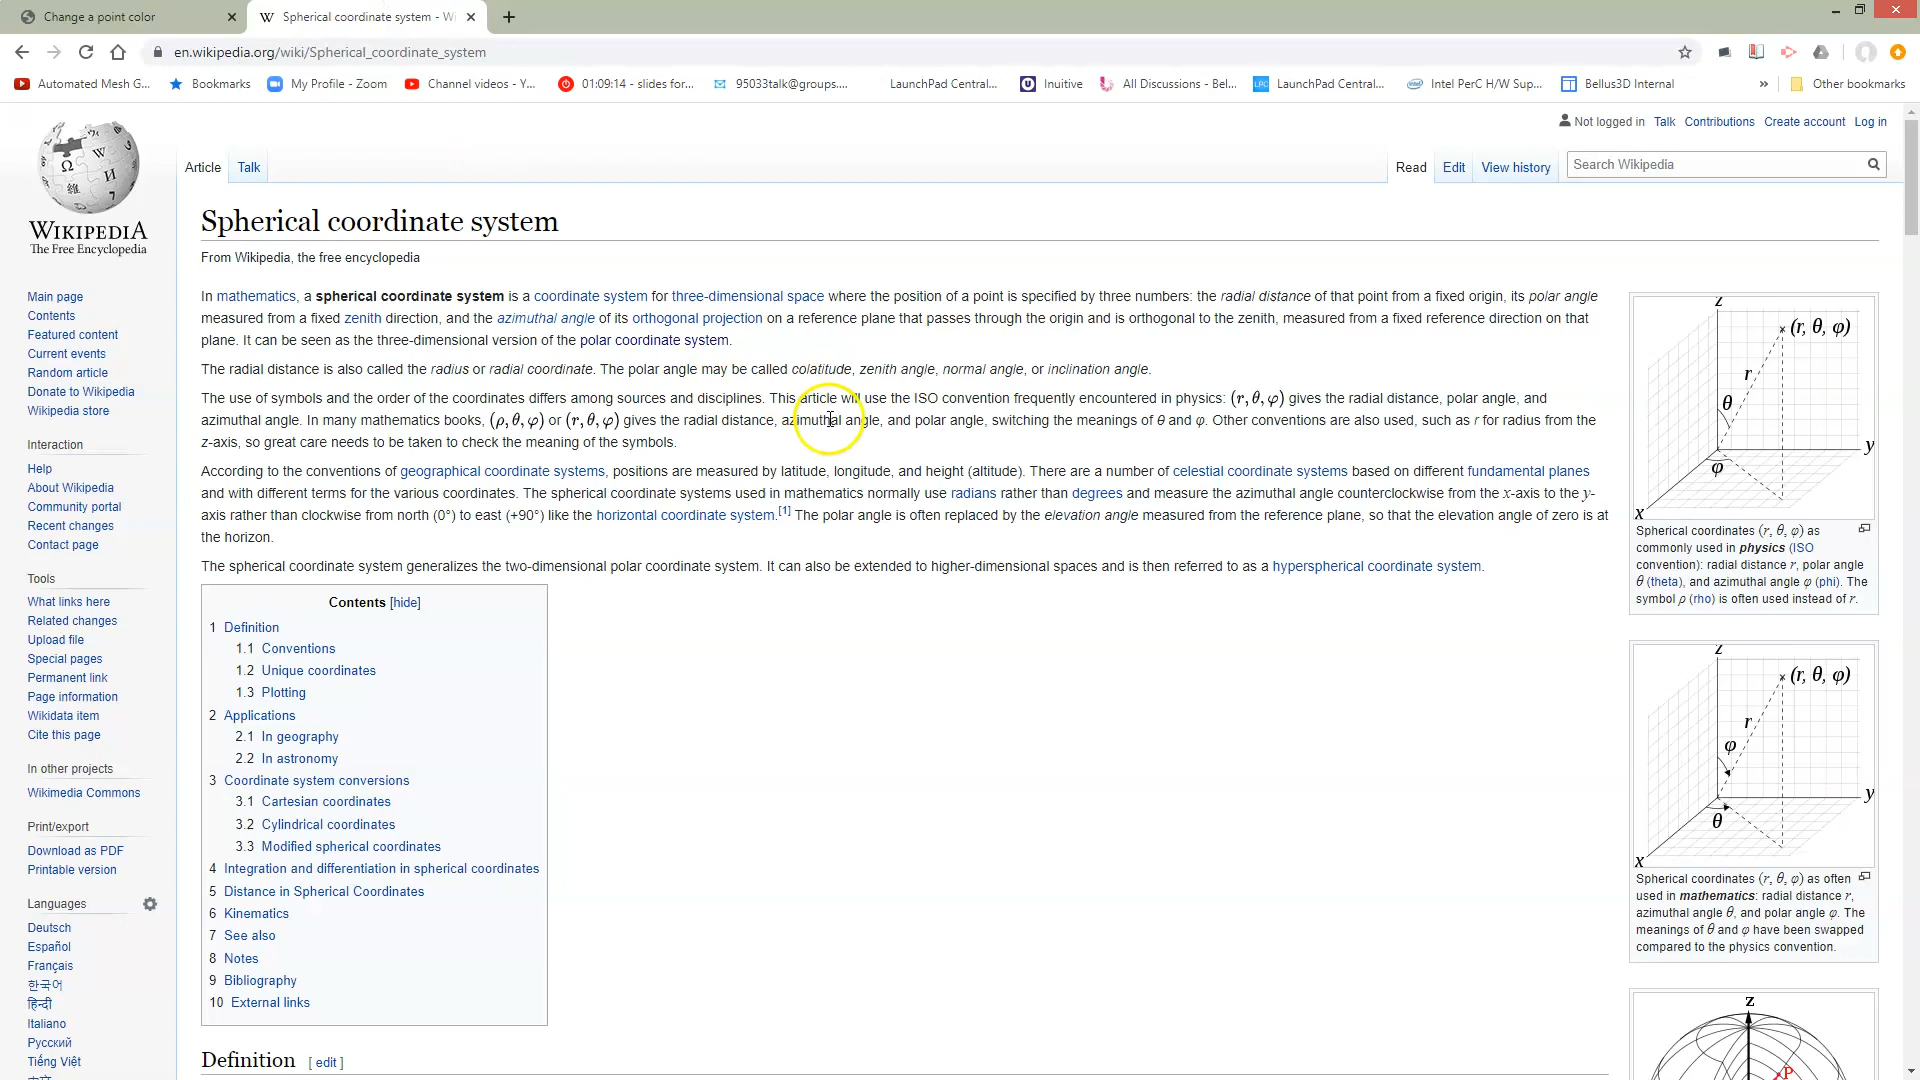 Change a point color
W Spherical coordinate system - Wi
en.wikipedia.org/wiki/Spherical_coordinate_system
Automated Mesh G...
Bookmarks
My Profile - Zoom
Channel videos - Y...
01:09:14 - slides for...
95033talk@groups....
LaunchPad Central...
Inuitive
All Discussions - Bel...
LPC LaunchPad Central...
Intel PerC H/W Sup...
Bellus3D Internal
»
Other bookmarks
Not logged in Talk Contributions Create account Log in
Article Talk
Read Edit View history Search Wikipedia
WIKIPEDIA
The Free Encyclopedia
Main page
Contents
Featured content
Current events
Random article
Donate to Wikipedia
Wikipedia store
Interaction
Help
About Wikipedia
Community portal
Recent changes
Contact page
Tools
What links here
Related changes
Upload file
Special pages
Permanent link
Page information
Wikidata item
Cite this page
In other projects
Wikimedia Commons
Print/export
Download as PDF
Printable version
Languages
Deutsch
Español
Français
한국어
हिन्दी
Italiano
Русский
Tiếng Việt
Spherical coordinate system
From Wikipedia, the free encyclopedia
In mathematics, a spherical coordinate system is a coordinate system for three-dimensional space where the position of a point is specified by three numbers: the radial distance of that point from a fixed origin, its polar angle
measured from a fixed zenith direction, and the azimuthal angle of its orthogonal projection on a reference plane that passes through the origin and is orthogonal to the zenith, measured from a fixed reference direction on that
plane. It can be seen as the three-dimensional version of the polar coordinate system.
The radial distance is also called the radius or radial coordinate. The polar angle may be called colatitude, zenith angle, normal angle, or inclination angle.
The use of symbols and the order of the coordinates differs among sources and disciplines. This article will use the ISO convention frequently encountered in physics: (r, θ, φ) gives the radial distance, polar angle, and
azimuthal angle. In many mathematics books, (ρ, θ, φ) or (r, θ, φ) gives the radial distance, azimuthal angle, and polar angle, switching the meanings of θ and φ. Other conventions are also used, such as r for radius from the
z-axis, so great care needs to be taken to check the meaning of the symbols.
According to the conventions of geographical coordinate systems, positions are measured by latitude, longitude, and height (altitude). There are a number of celestial coordinate systems based on different fundamental planes
and with different terms for the various coordinates. The spherical coordinate systems used in mathematics normally use radians rather than degrees and measure the azimuthal angle counterclockwise from the x-axis to the y-
axis rather than clockwise from north (0°) to east (+90°) like the horizontal coordinate system.[1] The polar angle is often replaced by the elevation angle measured from the reference plane, so that the elevation angle of zero is at
the horizon.
The spherical coordinate system generalizes the two-dimensional polar coordinate system. It can also be extended to higher-dimensional spaces and is then referred to as a hyperspherical coordinate system.
Contents [hide]
1 Definition
1.1 Conventions
1.2 Unique coordinates
1.3 Plotting
2 Applications
2.1 In geography
2.2 In astronomy
3 Coordinate system conversions
3.1 Cartesian coordinates
3.2 Cylindrical coordinates
3.3 Modified spherical coordinates
4 Integration and differentiation in spherical coordinates
5 Distance in Spherical Coordinates
6 Kinematics
7 See also
8 Notes
9 Bibliography
10 External links
Definition [ edit ]
z
(r, θ, φ)
r
θ
y
φ
x
Spherical coordinates (r, θ, φ) as
commonly used in physics (ISO
convention): radial distance r, polar angle
θ (theta), and azimuthal angle φ (phi). The
symbol ρ (rho) is often used instead of r.
z
(r, θ, φ)
r
φ
y
θ
x
Spherical coordinates (r, θ, φ) as often
used in mathematics: radial distance r,
azimuthal angle θ, and polar angle φ. The
meanings of θ and φ have been swapped
compared to the physics convention.
z
P